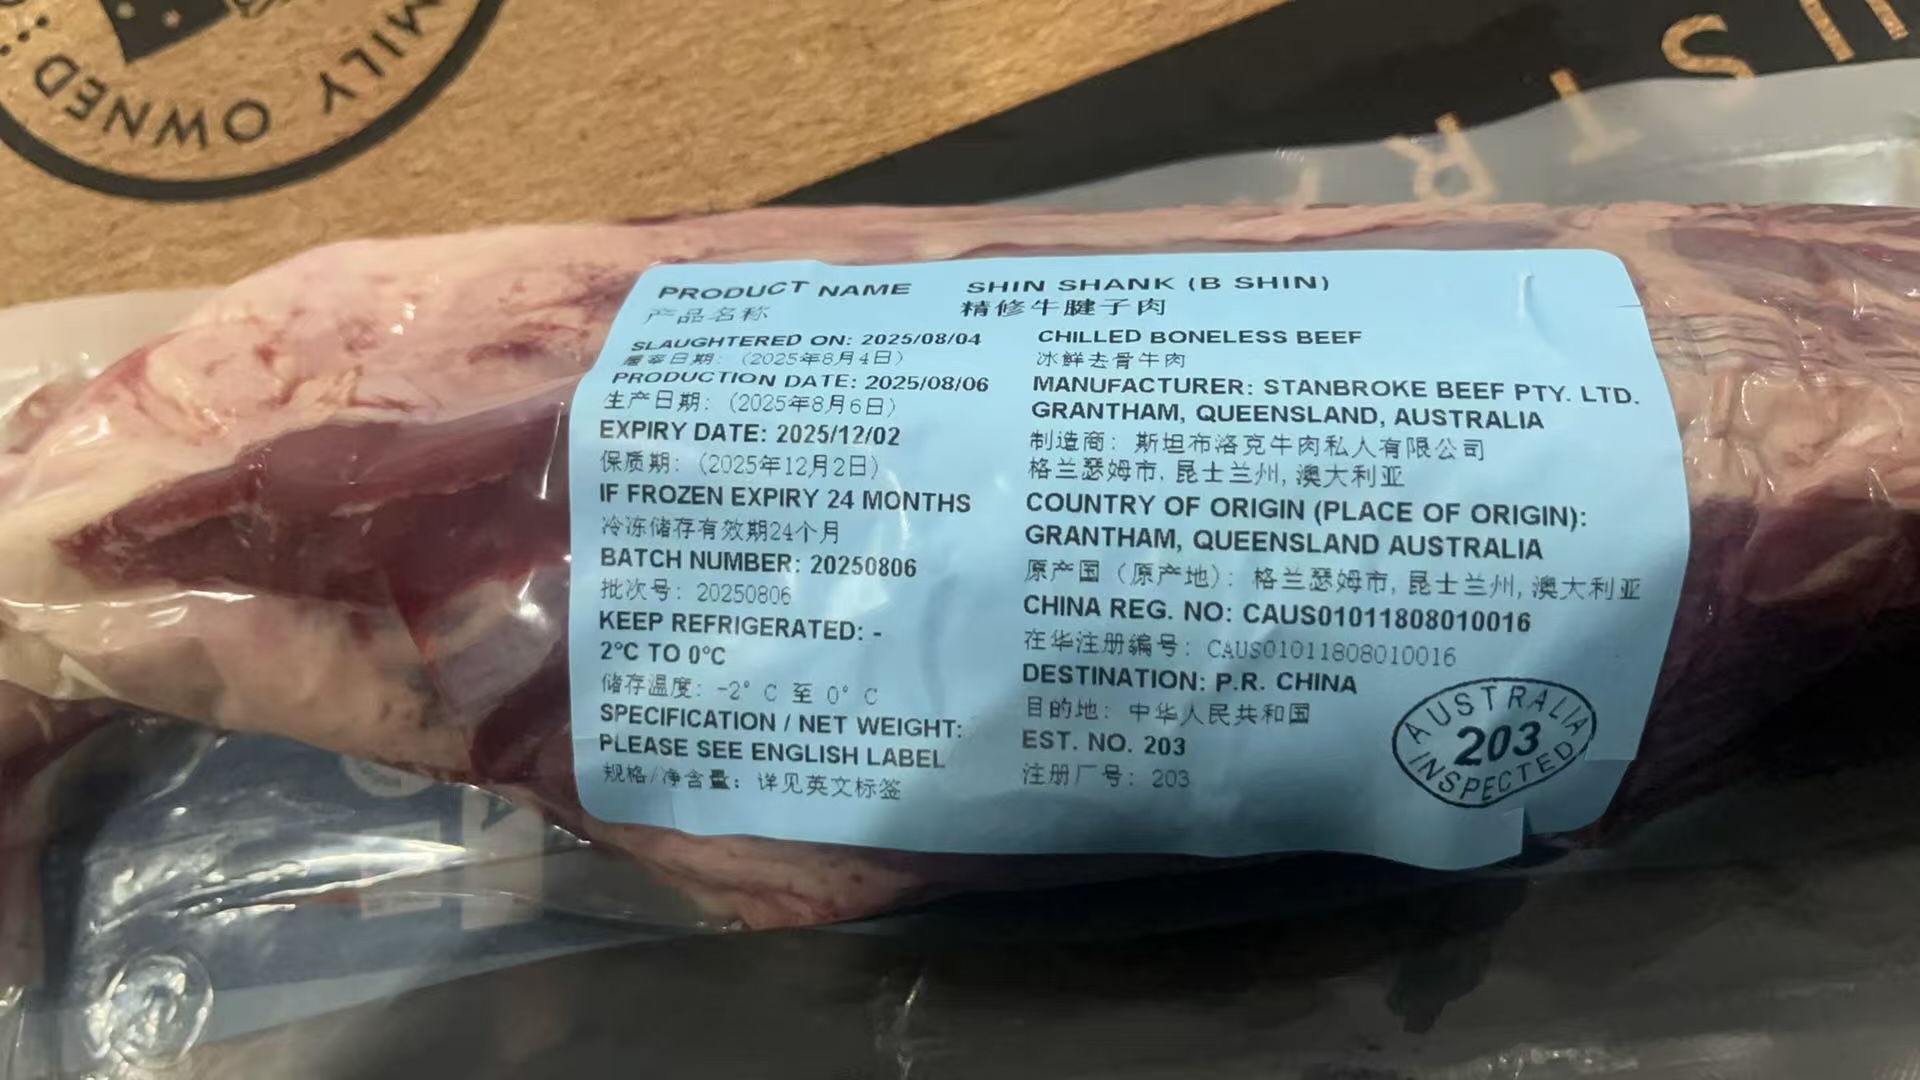 MILY OWNED
UST
R
PRODUCT NAME
产品名称
SHIN SHANK (B SHIN)
精修牛腱子肉
SLAUGHTERED ON: 2025/08/04
屠宰日期: (2025年8月4日)
PRODUCTION DATE: 2025/08/06
生产日期: (2025年8月6日)
EXPIRY DATE: 2025/12/02
保质期: (2025年12月2日)
IF FROZEN EXPIRY 24 MONTHS
冷冻储存有效期24个月
BATCH NUMBER: 20250806
批次号: 20250806
KEEP REFRIGERATED: -
2°C TO 0°C
储存温度: -2° C 至 0° C
SPECIFICATION / NET WEIGHT:
PLEASE SEE ENGLISH LABEL
规格/净含量: 详见英文标签
CHILLED BONELESS BEEF
冰鲜去骨牛肉
MANUFACTURER: STANBROKE BEEF PTY. LTD.
GRANTHAM, QUEENSLAND, AUSTRALIA
制造商: 斯坦布洛克牛肉私人有限公司
格兰瑟姆市, 昆士兰州, 澳大利亚
COUNTRY OF ORIGIN (PLACE OF ORIGIN):
GRANTHAM, QUEENSLAND AUSTRALIA
原产国 (原产地): 格兰瑟姆市, 昆士兰州, 澳大利亚
CHINA REG. NO: CAUS01011808010016
在华注册编号: CAUS01011808010016
DESTINATION: P.R. CHINA
目的地: 中华人民共和国
EST. NO. 203
注册厂号: 203
AUSTRALIA
203
INSPECTED